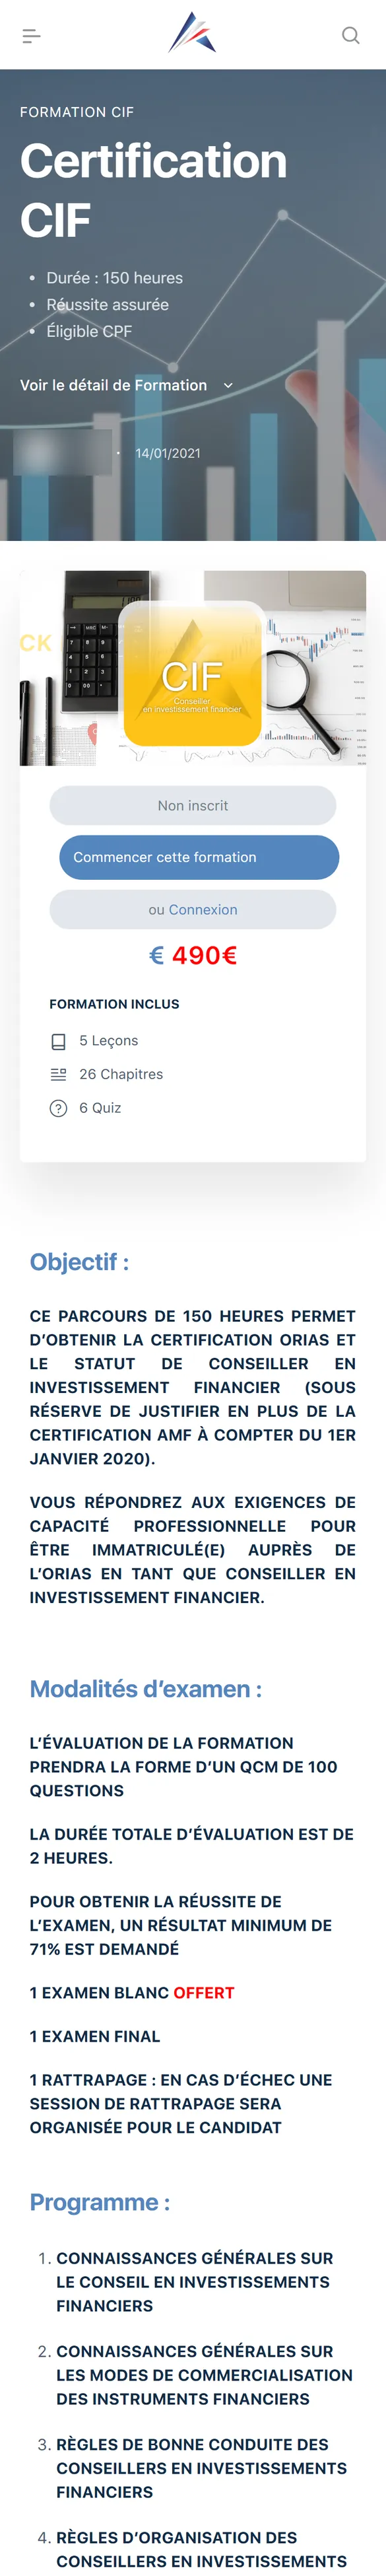 FORMATION CIF
Certification
CIF
• Durée : 150 heures
• Réussite assurée
• Éligible CPF
Voir le détail de Formation
· 14/01/2021
CK
CIF
Conseiller
en investissement financier
Non inscrit
Commencer cette formation
ou Connexion
€ 490€
FORMATION INCLUS
5 Leçons
26 Chapitres
6 Quiz
Objectif :
CE PARCOURS DE 150 HEURES PERMET
D'OBTENIR LA CERTIFICATION ORIAS ET
LE STATUT DE CONSEILLER EN
INVESTISSEMENT FINANCIER (SOUS
RÉSERVE DE JUSTIFIER EN PLUS DE LA
CERTIFICATION AMF À COMPTER DU 1ER
JANVIER 2020).
VOUS RÉPONDREZ AUX EXIGENCES DE
CAPACITÉ PROFESSIONNELLE POUR
ÊTRE IMMATRICULÉ(E) AUPRÈS DE
L'ORIAS EN TANT QUE CONSEILLER EN
INVESTISSEMENT FINANCIER.
Modalités d'examen :
L'ÉVALUATION DE LA FORMATION
PRENDRA LA FORME D'UN QCM DE 100
QUESTIONS
LA DURÉE TOTALE D'ÉVALUATION EST DE
2 HEURES.
POUR OBTENIR LA RÉUSSITE DE
L'EXAMEN, UN RÉSULTAT MINIMUM DE
71% EST DEMANDÉ
1 EXAMEN BLANC OFFERT
1 EXAMEN FINAL
1 RATTRAPAGE : EN CAS D'ÉCHEC UNE
SESSION DE RATTRAPAGE SERA
ORGANISÉE POUR LE CANDIDAT
Programme :
1. CONNAISSANCES GÉNÉRALES SUR
LE CONSEIL EN INVESTISSEMENTS
FINANCIERS
2. CONNAISSANCES GÉNÉRALES SUR
LES MODES DE COMMERCIALISATION
DES INSTRUMENTS FINANCIERS
3. RÈGLES DE BONNE CONDUITE DES
CONSEILLERS EN INVESTISSEMENTS
FINANCIERS
4. RÈGLES D'ORGANISATION DES
CONSEILLERS EN INVESTISSEMENTS